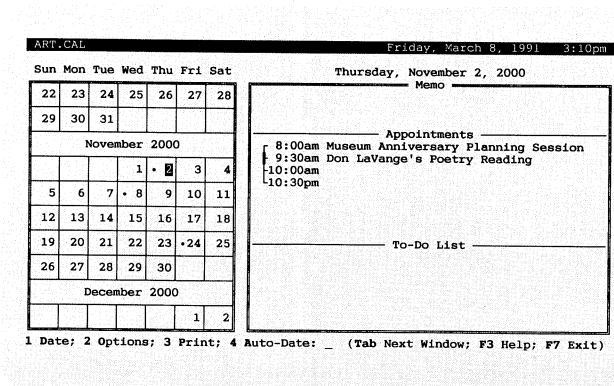 ART.CAL Friday, March 8, 1991 3:10pm
Sun Mon Tue Wed Thu Fri Sat
22 23 24 25 26 27 28
29 30 31
November 2000
1 • 2 3 4
5 6 7 • 8 9 10 11
12 13 14 15 16 17 18
19 20 21 22 23 •24 25
26 27 28 29 30
December 2000
1 2
Thursday, November 2, 2000
Memo
Appointments
8:00am Museum Anniversary Planning Session
9:30am Don LaVange's Poetry Reading
10:00am
10:30pm
To-Do List
1 Date; 2 Options; 3 Print; 4 Auto-Date: _ (Tab Next Window; F3 Help; F7 Exit)